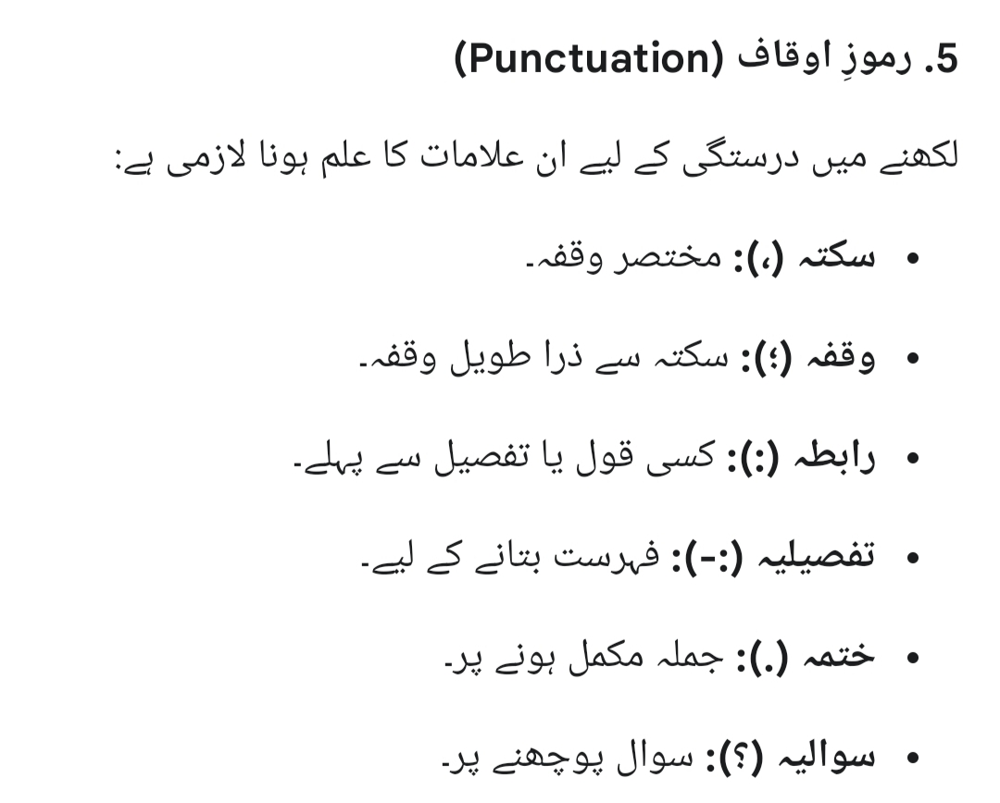 5. رموزِ اوقاف (Punctuation)
لکھنے میں درستگی کے لیے ان علامات کا علم ہونا لازمی ہے:
• سکتہ (،): مختصر وقفہ۔
• وقفہ (؛): سکتہ سے ذرا طویل وقفہ۔
• رابطہ (:): کسی قول یا تفصیل سے پہلے۔
• تفصیلیہ (:-): فہرست بتانے کے لیے۔
• ختمہ (.): جملہ مکمل ہونے پر۔
• سوالیہ (؟): سوال پوچھنے پر۔